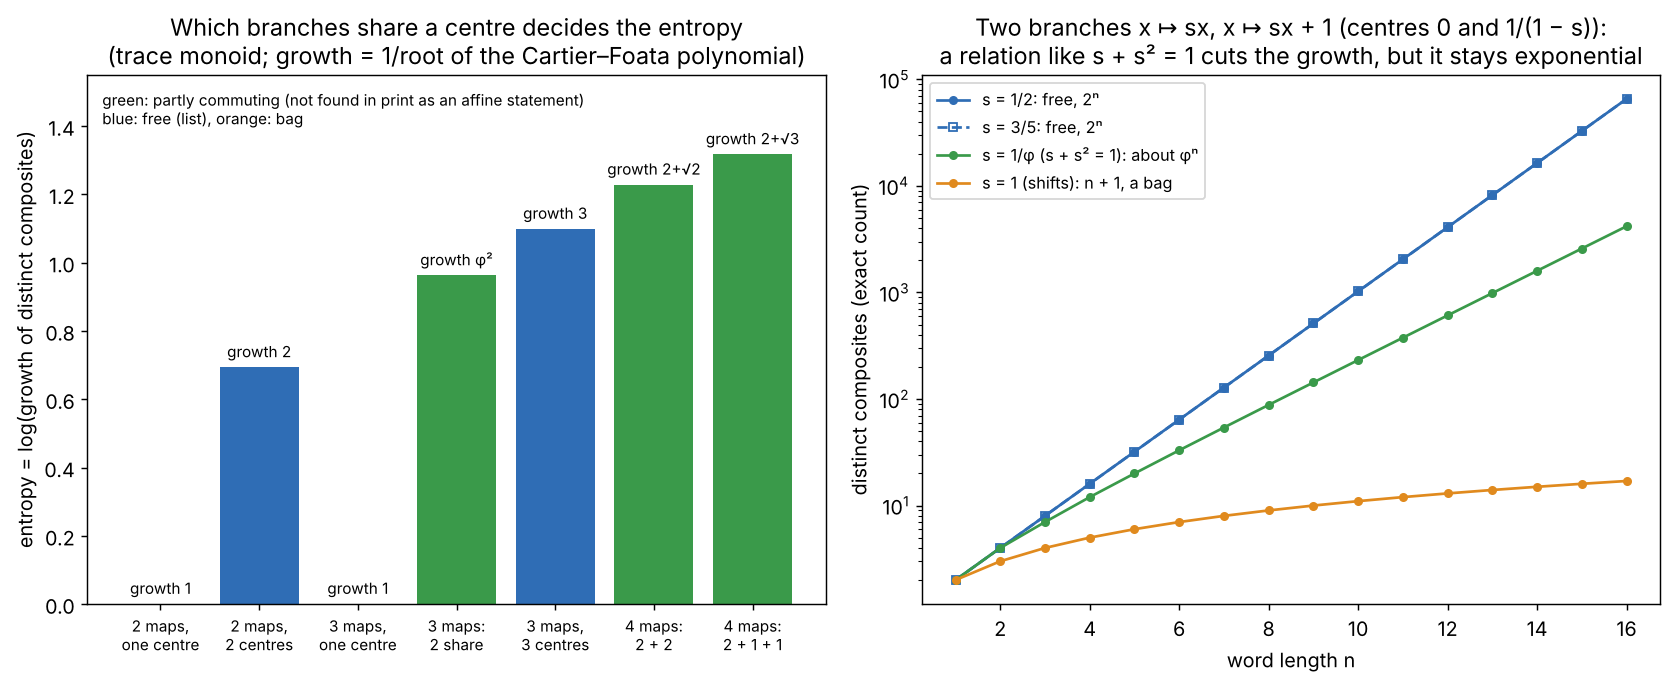 Which branches share a centre decides the entropy
(trace monoid; growth = 1/root of the Cartier–Foata polynomial)
green: partly commuting (not found in print as an affine statement)
blue: free (list), orange: bag
entropy = log(growth of distinct composites)
1.4
1.2
1.0
0.8
0.6
0.4
0.2
0.0
growth 1
growth 2
growth 1
growth φ²
growth 3
growth 2+√2
growth 2+√3
2 maps,
one centre
2 maps,
2 centres
3 maps,
one centre
3 maps:
2 share
3 maps,
3 centres
4 maps:
2 + 2
4 maps:
2 + 1 + 1
Two branches x ↦ sx, x ↦ sx + 1 (centres 0 and 1/(1 − s)):
a relation like s + s² = 1 cuts the growth, but it stays exponential
s = 1/2: free, 2ⁿ
s = 3/5: free, 2ⁿ
s = 1/φ (s + s² = 1): about φⁿ
s = 1 (shifts): n + 1, a bag
distinct composites (exact count)
10⁵
10⁴
10³
10²
10¹
2 4 6 8 10 12 14 16
word length n